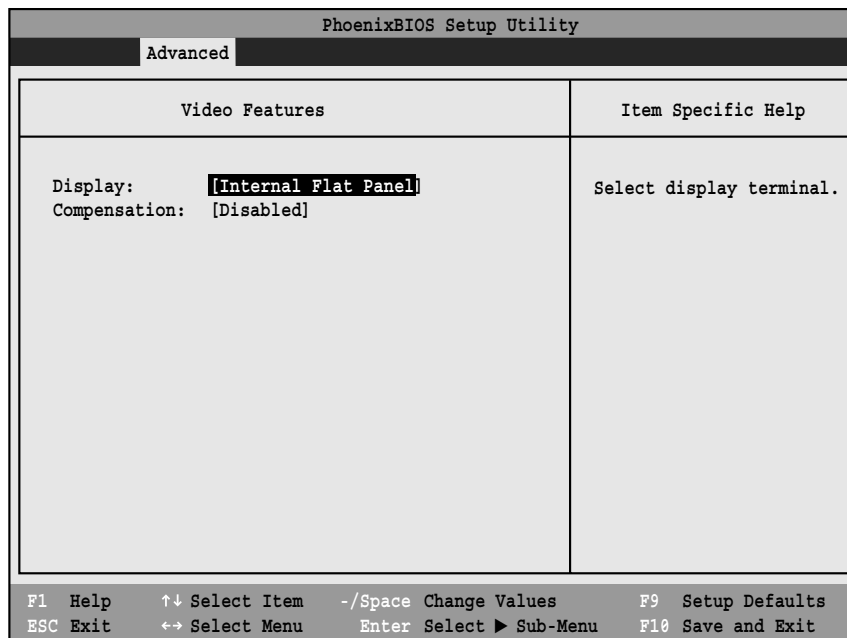 PhoenixBIOS Setup Utility
Advanced
Video Features
Item Specific Help
Display: [Internal Flat Panel]
Compensation: [Disabled]
Select display terminal.
F1 Help ↑↓ Select Item -/Space Change Values F9 Setup Defaults
ESC Exit ←→ Select Menu Enter Select ▶ Sub-Menu F10 Save and Exit